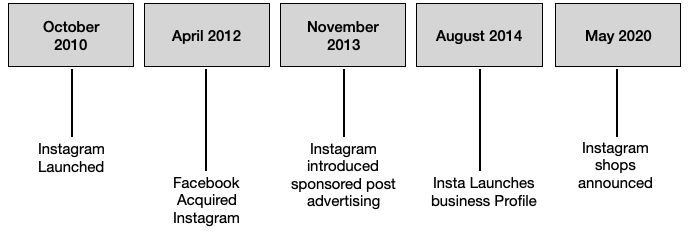 October
2010
April 2012
November
2013
August 2014
May 2020
Instagram
Launched
Facebook
Acquired
Instagram
Instagram
introduced
sponsored post
advertising
Insta Launches
business Profile
Instagram
shops
announced